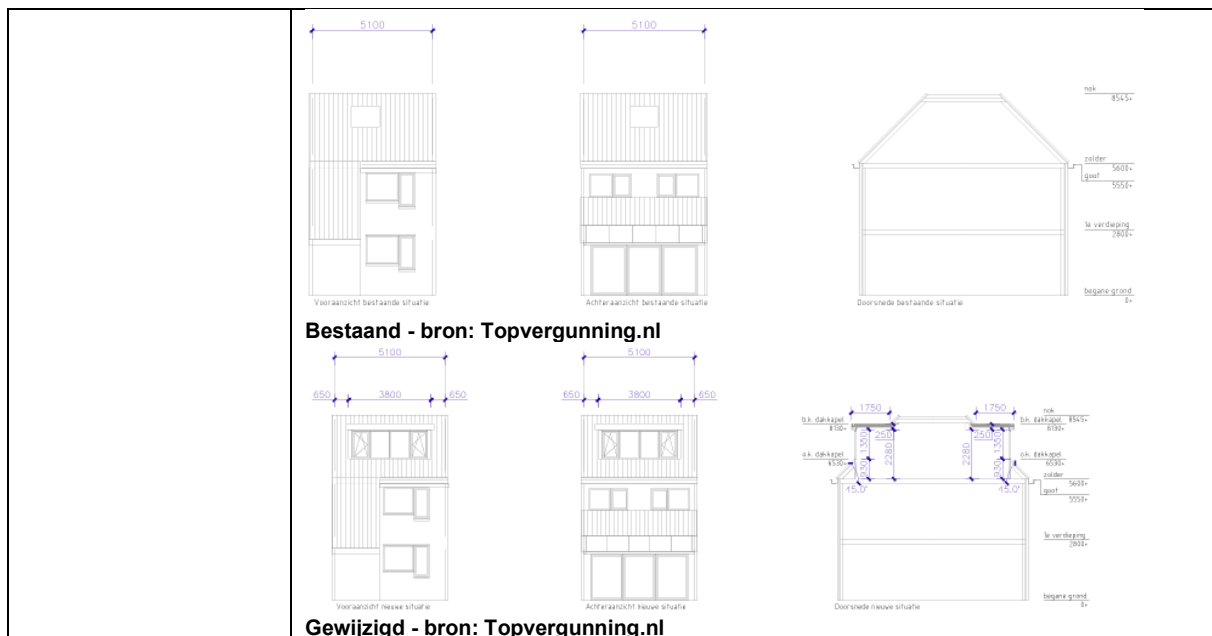 5100
5100
nok
8545+
zolder
5600+
goot
5550+
1e verdieping
2800+
begane grond
0+
Vooraanzicht bestaande situatie
Achteraanzicht bestaande situatie
Doorsnede bestaande situatie
Bestaand - bron: Topvergunning.nl
5100
5100
650 3800 650
650 3800 650
1750 1750
nok
b.k. dakkapel
8130+
b.k. dakkapel
8130+
8545+
250 250
1350
2280
2280
1350
o.k. dakkapel
6530+
o.k. dakkapel
6530+
930
930
45.0°
45.0°
zolder
5600+
goot
5550+
1e verdieping
2800+
begane grond
0+
Vooraanzicht nieuwe situatie
Achteraanzicht nieuwe situatie
Doorsnede nieuwe situatie
Gewijzigd - bron: Topvergunning.nl